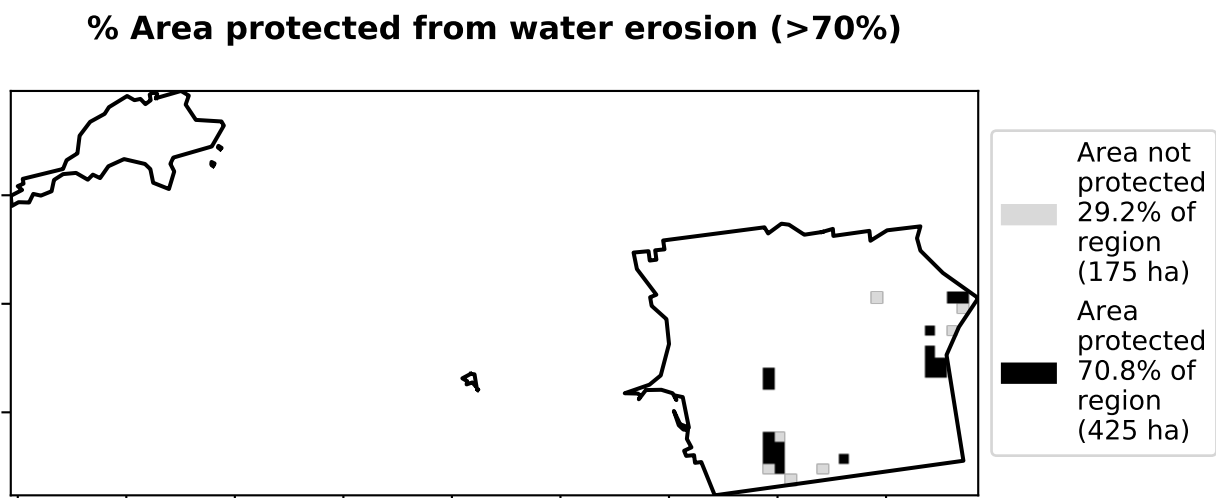 % Area protected from water erosion (>70%)
Area not
protected
29.2% of
region
(175 ha)
Area
protected
70.8% of
region
(425 ha)